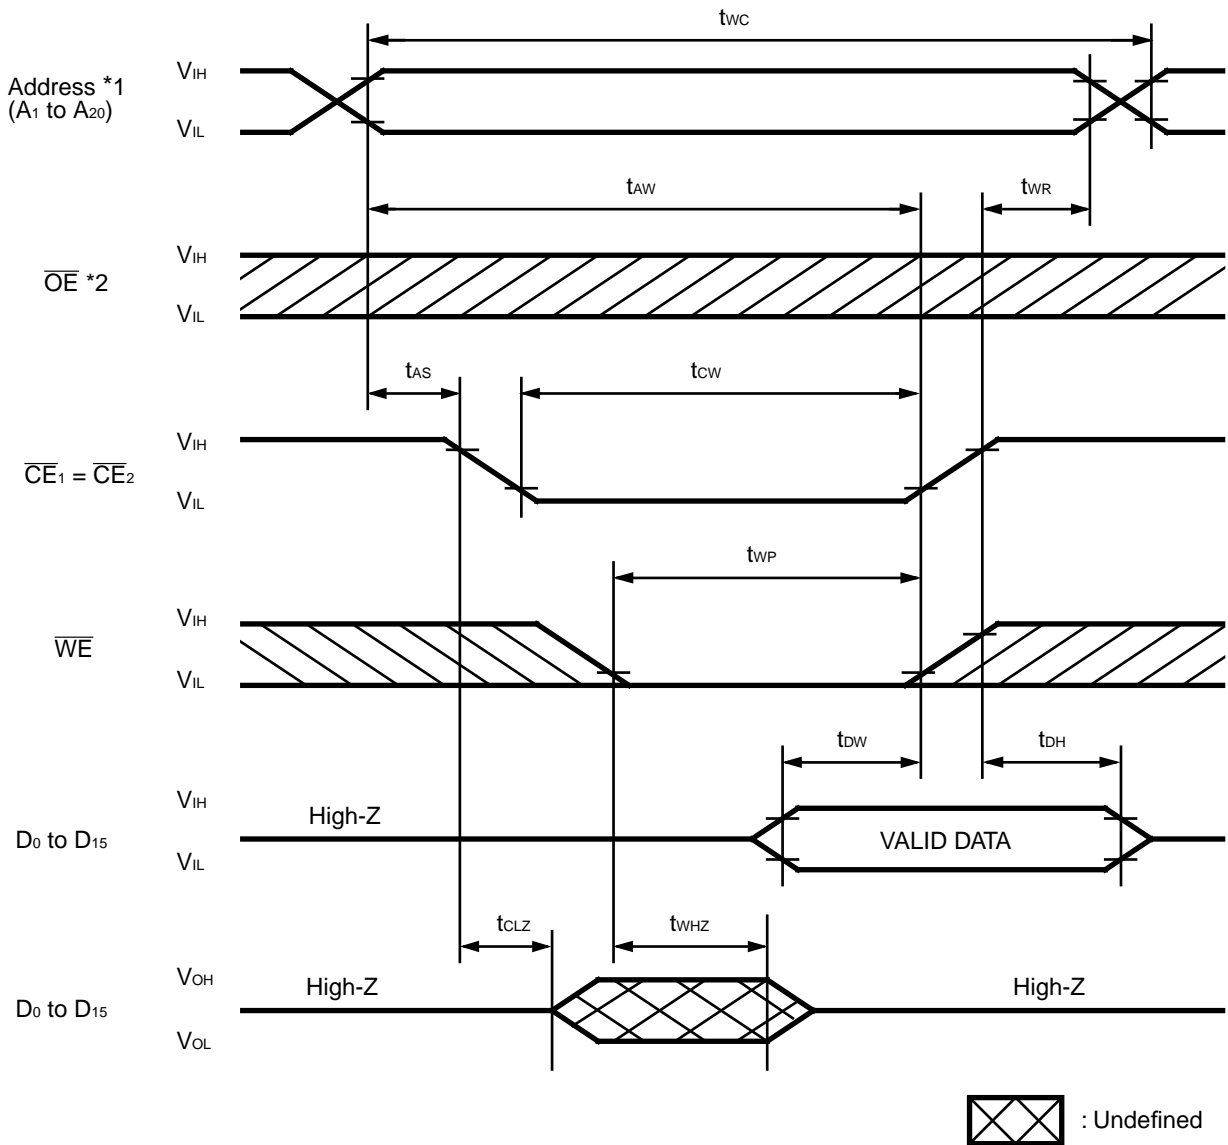 tWC
Address *1
(A1 to A20)
VIH
VIL
tAW
tWR
OE *2
VIH
VIL
tAS
tCW
CE1 = CE2
VIH
VIL
tWP
WE
VIH
VIL
tDW
tDH
D0 to D15
VIH
VIL
High-Z
VALID DATA
tCLZ
tWHZ
D0 to D15
VOH
VOL
High-Z
High-Z
: Undefined